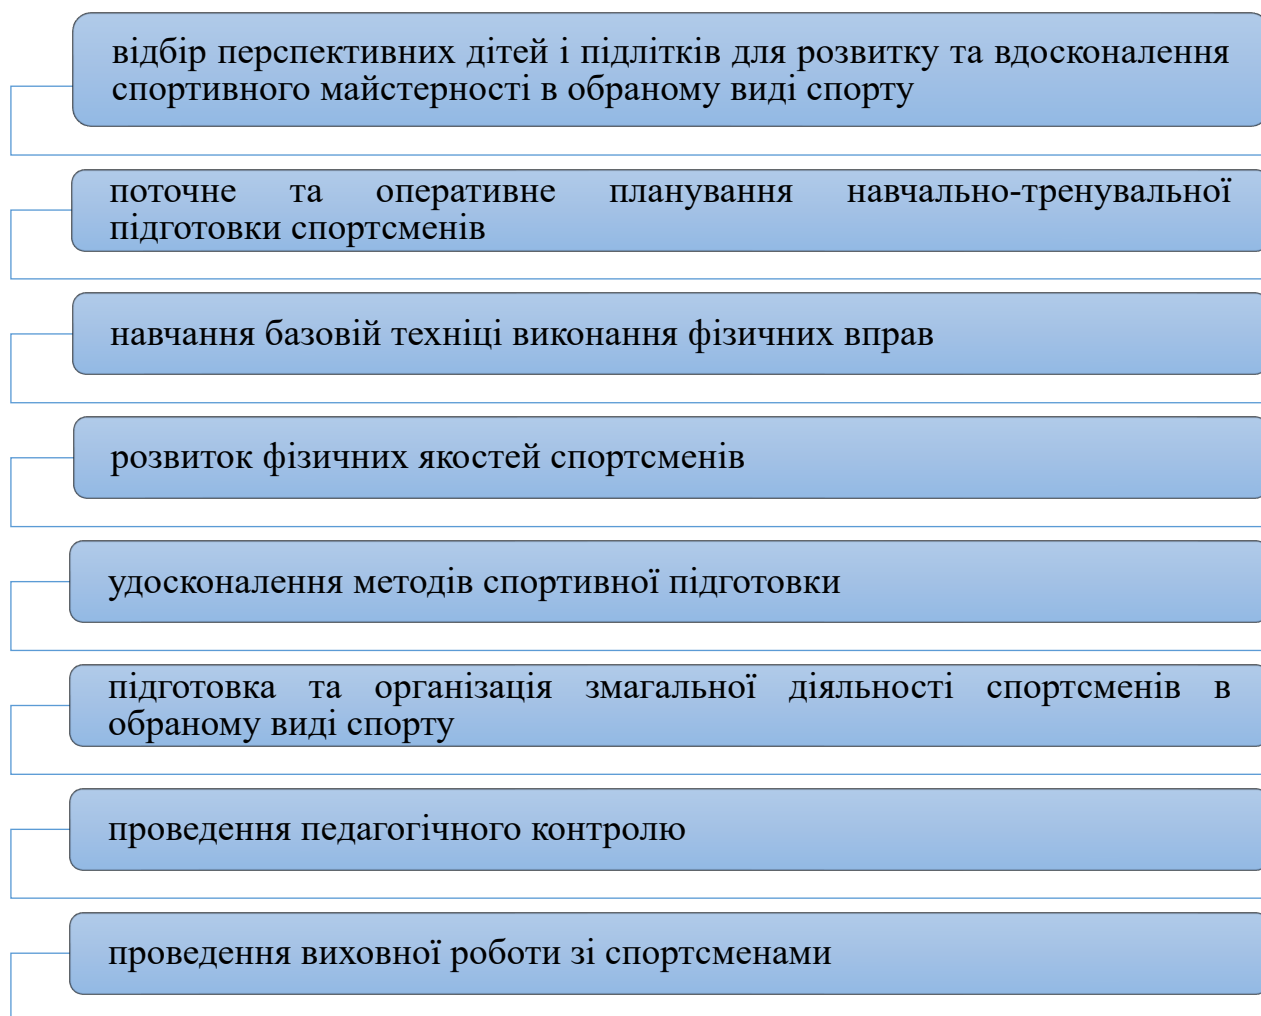 відбір перспективних дітей і підлітків для розвитку та вдосконалення
спортивного майстерності в обраному виді спорту
поточне та оперативне планування навчально-тренувальної
підготовки спортсменів
навчання базовій техніці виконання фізичних вправ
розвиток фізичних якостей спортсменів
удосконалення методів спортивної підготовки
підготовка та організація змагальної діяльності спортсменів в
обраному виді спорту
проведення педагогічного контролю
проведення виховної роботи зі спортсменами